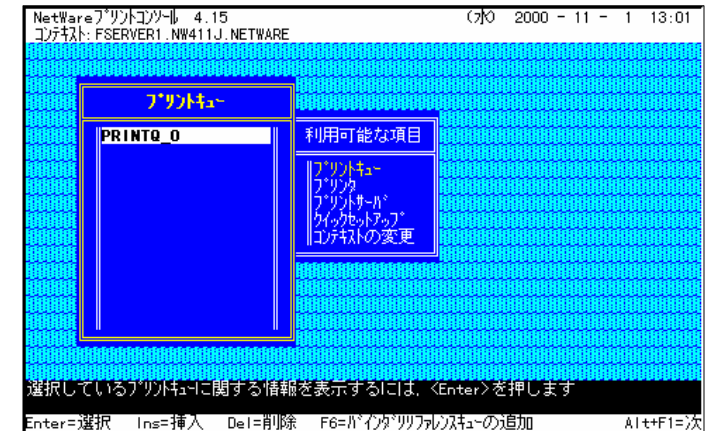 NetWareﾌﾟﾘﾝﾄｺﾝｿｰﾙ 4.15 (水) 2000 - 11 - 1 13:01
ｺﾝﾃｷｽﾄ: FSERVER1.NW411J.NETWARE
ﾌﾟﾘﾝﾄｷｭｰ
PRINTQ_0
利用可能な項目
ﾌﾟﾘﾝﾄｷｭｰ
ﾌﾟﾘﾝﾀ
ﾌﾟﾘﾝﾄｻｰﾊﾞ
ｸｲｯｸｾｯﾄｱｯﾌﾟ
ｺﾝﾃｷｽﾄの変更
選択しているﾌﾟﾘﾝﾄｷｭｰに関する情報を表示するには, <Enter>を押します
Enter=選択 Ins=挿入 Del=削除 F6=ﾊﾞｲﾝﾀﾞﾘﾘﾌｧﾚﾝｽｷｭｰの追加 Alt+F1=次